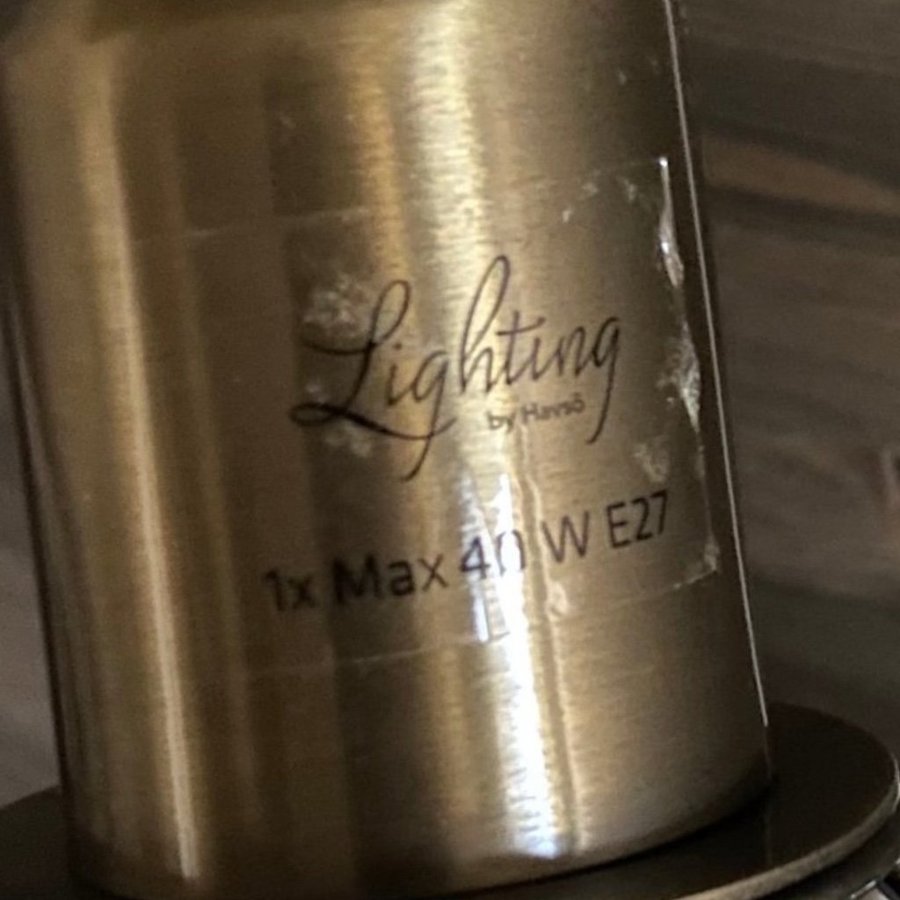 Lighting
by Havsö
1x Max 40 W E27